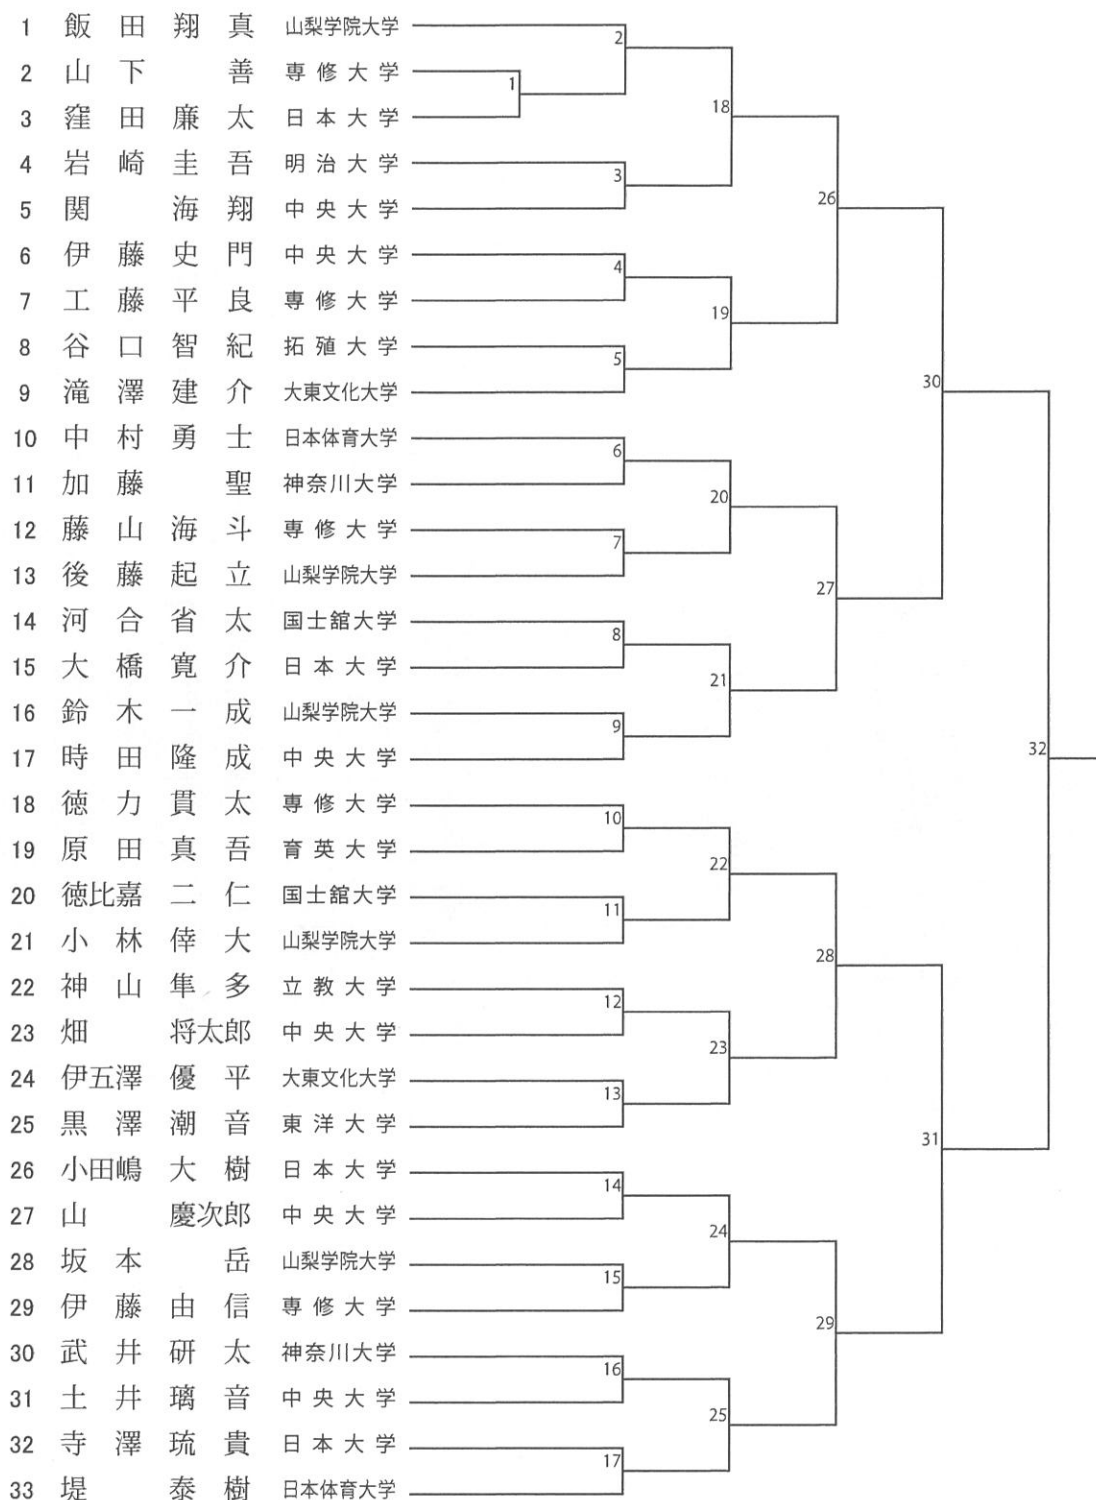 1 飯田翔真 山梨学院大学
2 山下善 専修大学
3 窪田廉太 日本大学
4 岩崎圭吾 明治大学
5 関海翔 中央大学
6 伊藤史門 中央大学
7 工藤平良 専修大学
8 谷口智紀 拓殖大学
9 滝澤建介 大東文化大学
10 中村勇士 日本体育大学
11 加藤聖 神奈川大学
12 藤山海斗 専修大学
13 後藤起立 山梨学院大学
14 河合省太 国士舘大学
15 大橋寛介 日本大学
16 鈴木一成 山梨学院大学
17 時田隆成 中央大学
18 徳力貫太 専修大学
19 原田真吾 育英大学
20 徳比嘉二仁 国士舘大学
21 小林倖大 山梨学院大学
22 神山隼多 立教大学
23 畑将太郎 中央大学
24 伊五澤優平 大東文化大学
25 黒澤潮音 東洋大学
26 小田嶋大樹 日本大学
27 山慶次郎 中央大学
28 坂本岳 山梨学院大学
29 伊藤由信 専修大学
30 武井研太 神奈川大学
31 土井璃音 中央大学
32 寺澤琉貴 日本大学
33 堤泰樹 日本体育大学
1
2
3
4
5
6
7
8
9
10
11
12
13
14
15
16
17
18
19
20
21
22
23
24
25
26
27
28
29
30
31
32